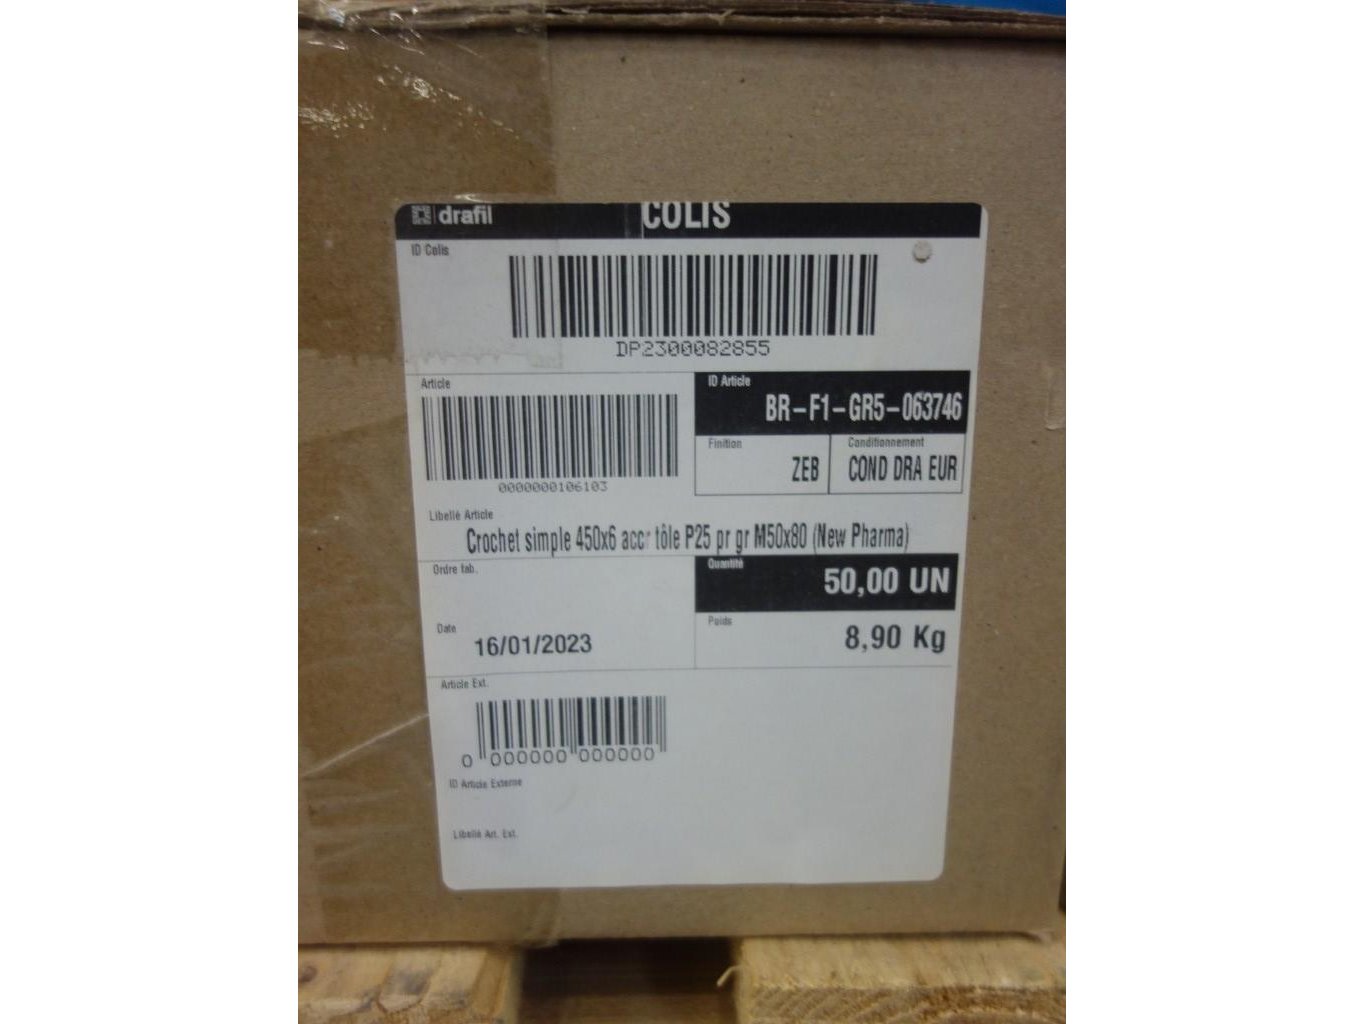 drafil COLIS
ID Colis
DP2300082855
Article
0000000106103
ID Article
BR-F1-GR5-063746
Finition
ZEB
Conditionnement
COND DRA EUR
Libellé Article
Crochet simple 450x6 accr tôle P25 pr gr M50x80 (New Pharma)
Ordre fab.
Quantité
50,00 UN
Date
16/01/2023
Poids
8,90 Kg
Article Ext.
0 000000 000000
ID Article Externe
Libellé Art. Ext.